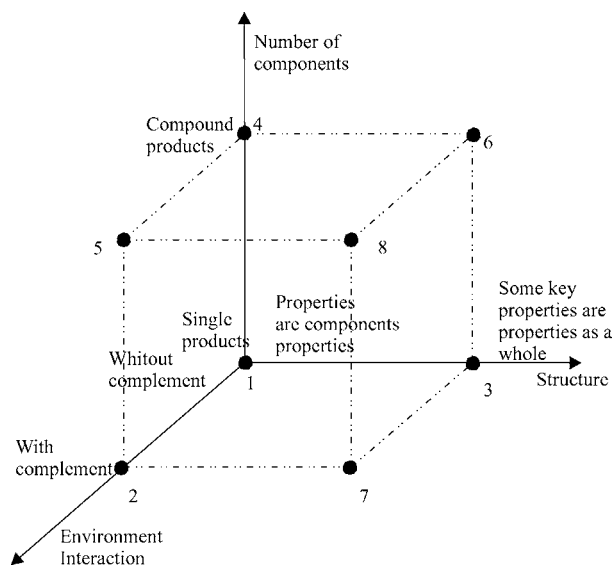 Number of
components
Compound
products
4
6
5
8
Single
products
Properties
are components
properties
Some key
properties are
properties as a
whole
Whitout
complement
1
3
Structure
With
complement
2
7
Environment
Interaction